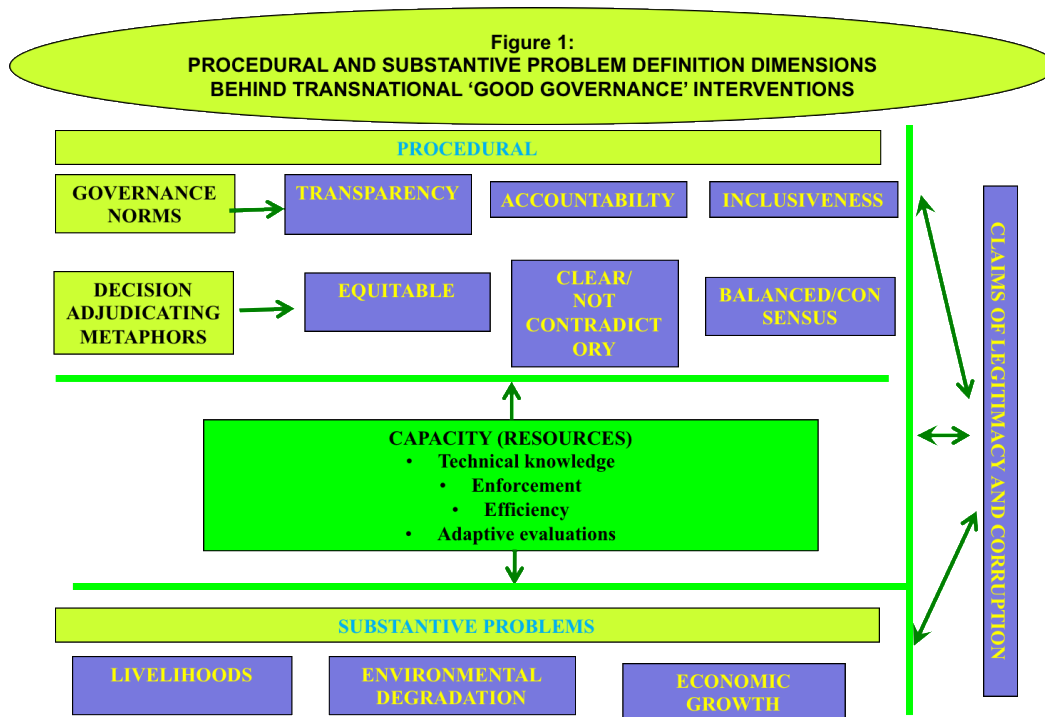 Figure 1:
PROCEDURAL AND SUBSTANTIVE PROBLEM DEFINITION DIMENSIONS
BEHIND TRANSNATIONAL ‘GOOD GOVERNANCE’ INTERVENTIONS
PROCEDURAL
GOVERNANCE
NORMS
TRANSPARENCY
ACCOUNTABILTY
INCLUSIVENESS
DECISION
ADJUDICATING
METAPHORS
EQUITABLE
CLEAR/
NOT
CONTRADICT
ORY
BALANCED/CON
SENSUS
CAPACITY (RESOURCES)
• Technical knowledge
• Enforcement
• Efficiency
• Adaptive evaluations
SUBSTANTIVE PROBLEMS
LIVELIHOODS
ENVIRONMENTAL
DEGRADATION
ECONOMIC
GROWTH
CLAIMS OF LEGITIMACY AND CORRUPTION